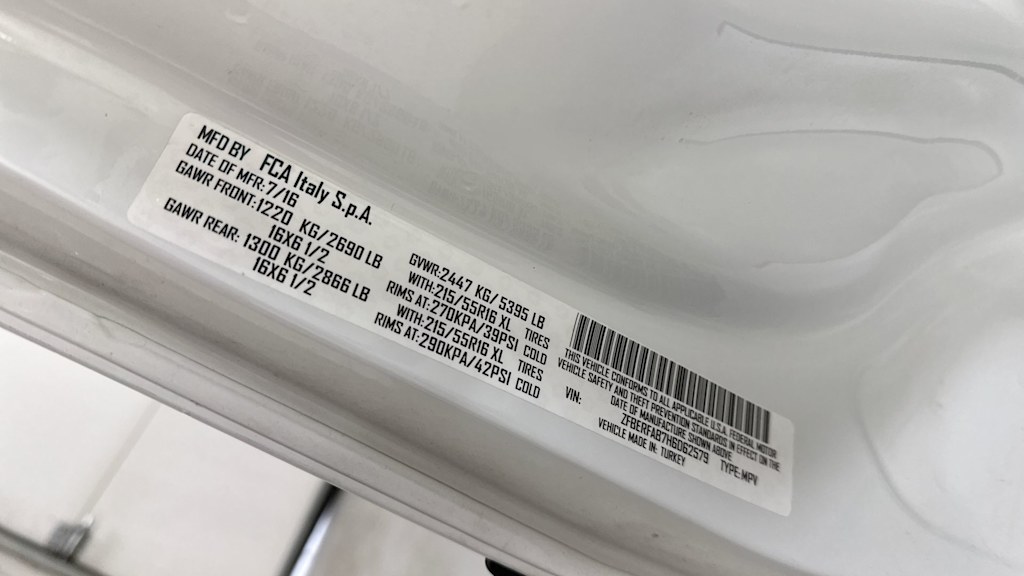 MFD BY FCA Italy S.p.A.
DATE OF MFR: 7/16
GVWR: 2447 KG/ 5395 LB
GAWR FRONT: 1220 KG/2690 LB
WITH: 215/55R16 XL TIRES
16X6 1/2
RIMS AT: 270KPA/39PSI COLD
GAWR REAR: 1300 KG/2866 LB
WITH: 215/55R16 XL TIRES
16X6 1/2
RIMS AT: 290KPA/42PSI COLD
THIS VEHICLE CONFORMS TO ALL APPLICABLE U.S.A. FEDERAL MOTOR
VEHICLE SAFETY AND THEFT PREVENTION STANDARDS IN EFFECT ON THE
DATE OF MANUFACTURE SHOWN ABOVE
VIN: TYPE: MPV
VEHICLE MADE IN: TURKEY